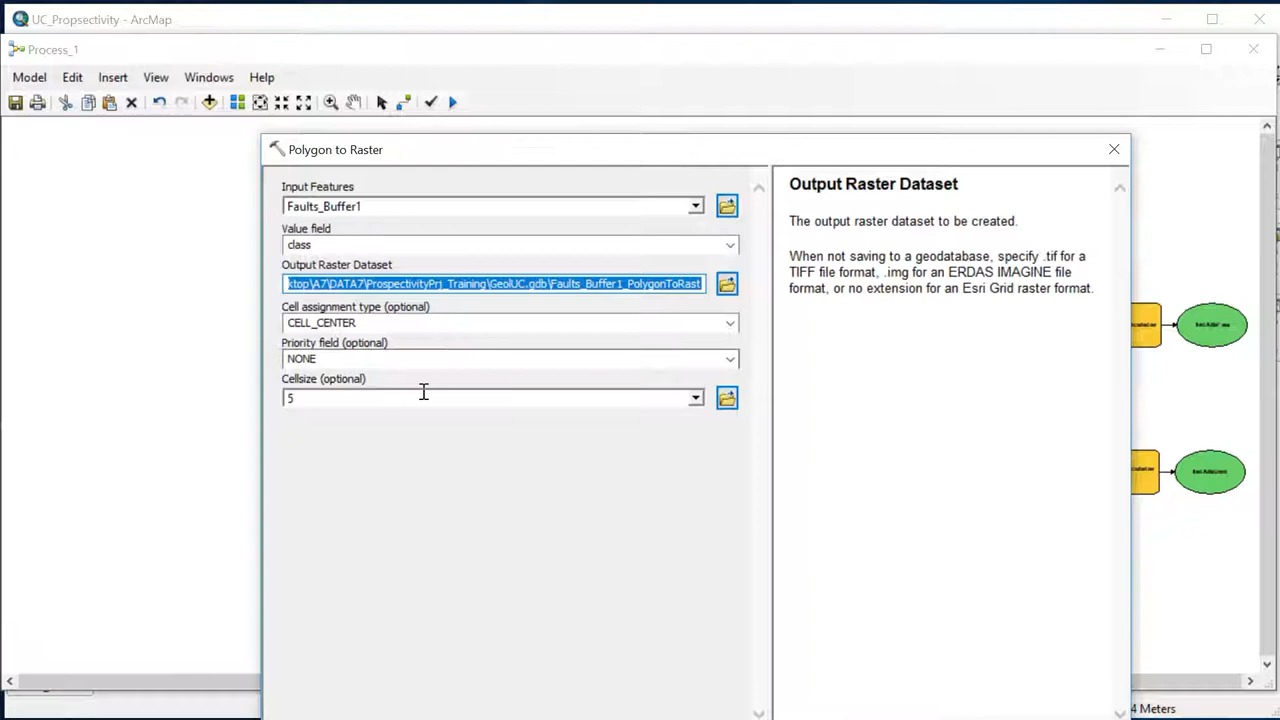 UC_Propsectivity - ArcMap
Process_1
Model Edit Insert View Windows Help
Polygon to Raster
Input Features
Faults_Buffer1
Value field
class
Output Raster Dataset
ktop\A7\DATA7\ProspectivityPrj_Training\GeolUC.gdb\Faults_Buffer1_PolygonToRast
Cell assignment type (optional)
CELL_CENTER
Priority field (optional)
NONE
Cellsize (optional)
5
Output Raster Dataset
The output raster dataset to be created.
When not saving to a geodatabase, specify .tif for a
TIFF file format, .img for an ERDAS IMAGINE file
format, or no extension for an Esri Grid raster format.
4 Meters